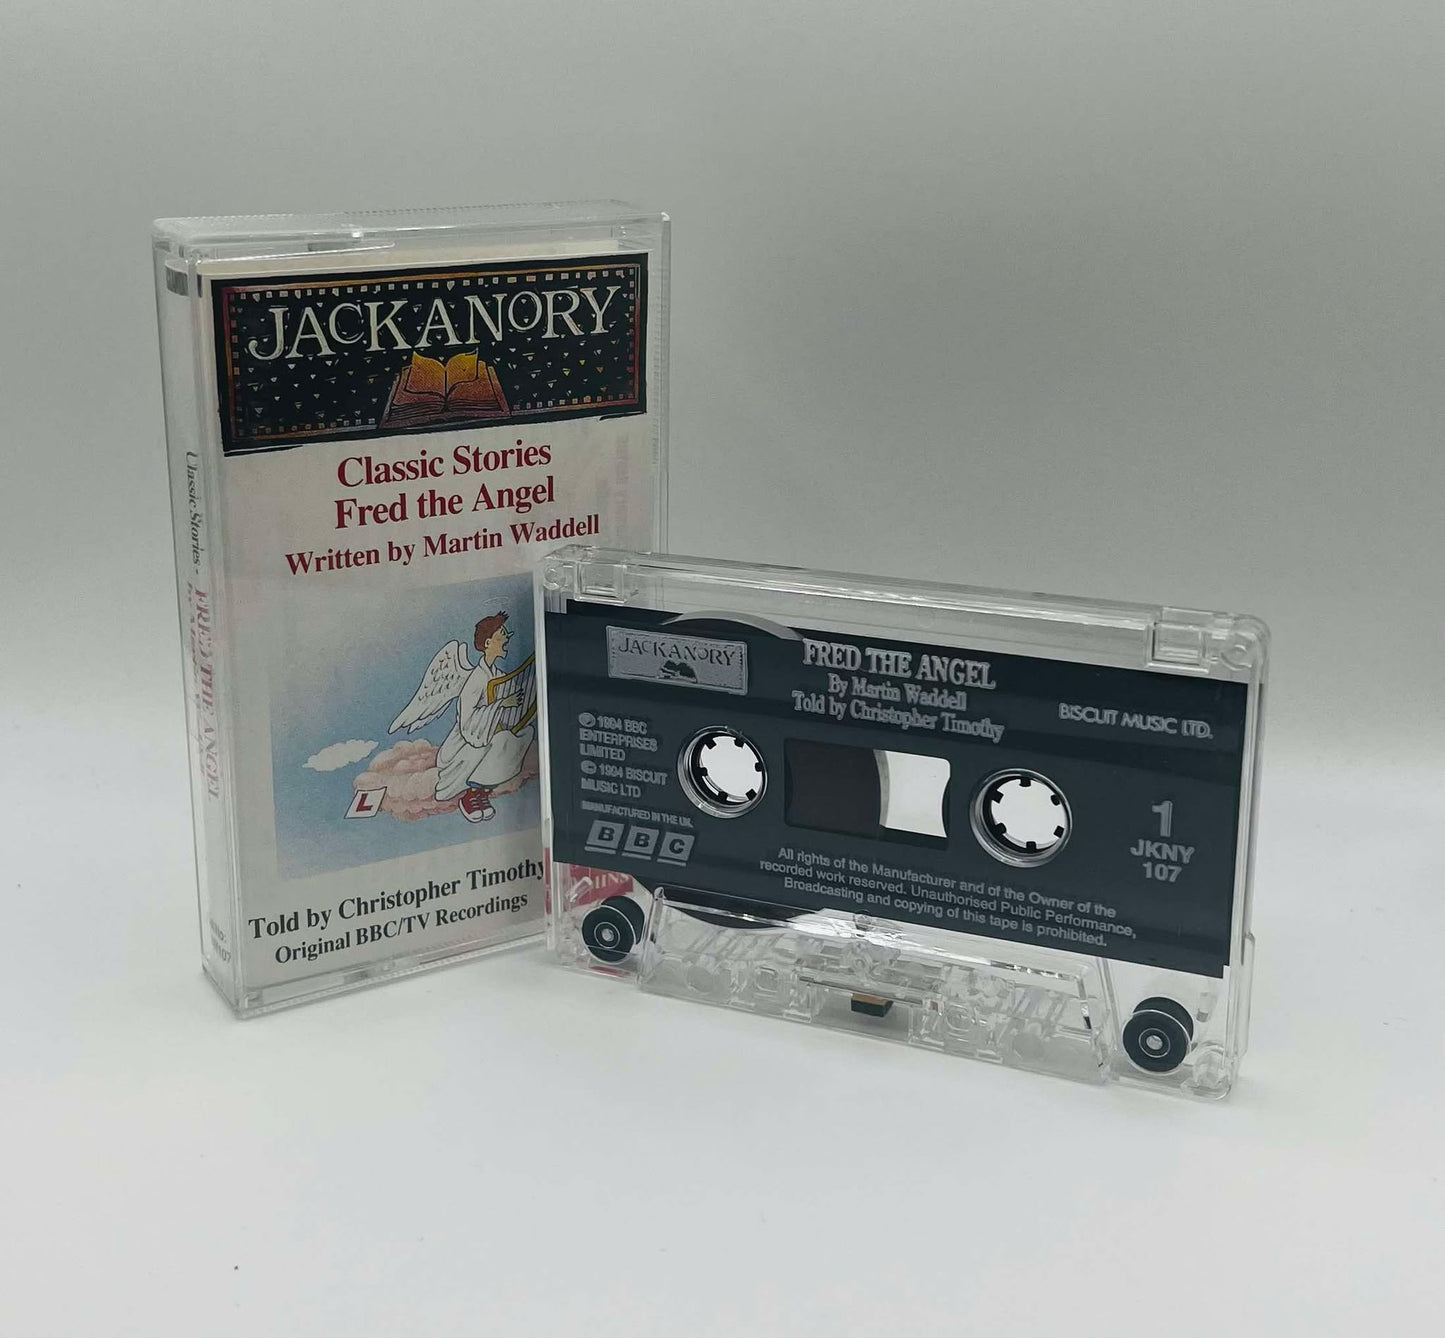 JACKANORY
Classic Stories
Fred the Angel
Written by Martin Waddell
L
Told by Christopher Timothy
Original BBC/TV Recordings
Classic Stories - FRED THE ANGEL
JACKANORY
FRED THE ANGEL
By Martin Waddell
Told by Christopher Timothy
BISCUIT MUSIC LTD.
℗ 1994 BBC
ENTERPRISES
LIMITED
© 1994 BISCUIT
MUSIC LTD
MANUFACTURED IN THE U.K.
BBC
1
JKNY
107
All rights of the Manufacturer and of the Owner of the
recorded work reserved. Unauthorised Public Performance,
Broadcasting and copying of this tape is prohibited.